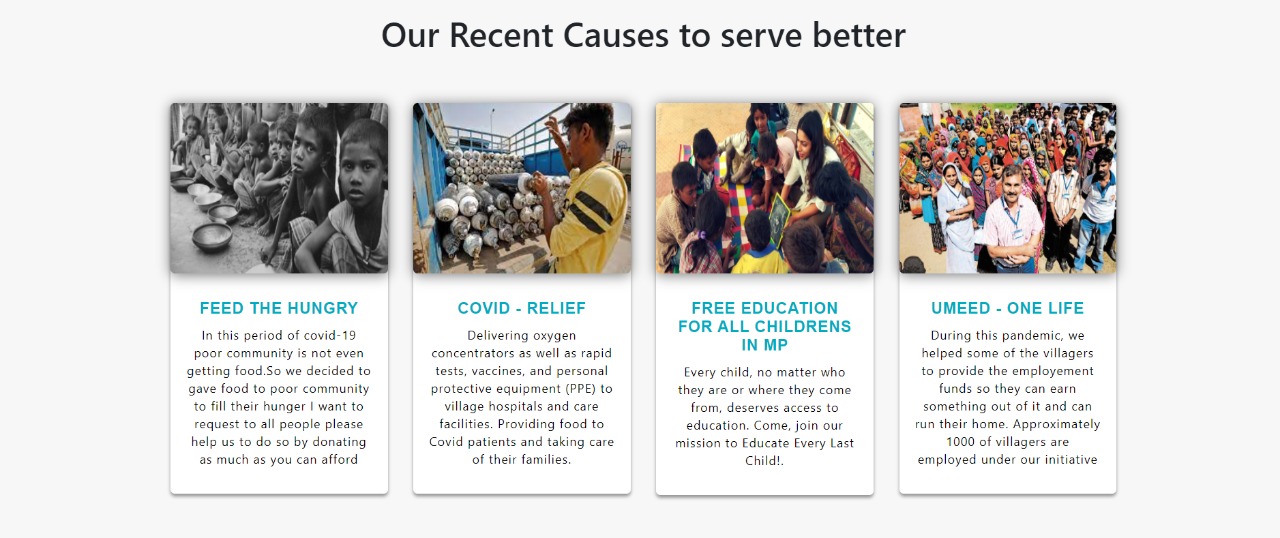 Our Recent Causes to serve better
FEED THE HUNGRY
In this period of covid-19
poor community is not even
getting food.So we decided to
gave food to poor community
to fill their hunger I want to
request to all people please
help us to do so by donating
as much as you can afford
COVID - RELIEF
Delivering oxygen
concentrators as well as rapid
tests, vaccines, and personal
protective equipment (PPE) to
village hospitals and care
facilities. Providing food to
Covid patients and taking care
of their families.
FREE EDUCATION
FOR ALL CHILDRENS
IN MP
Every child, no matter who
they are or where they come
from, deserves access to
education. Come, join our
mission to Educate Every Last
Child!.
UMEED - ONE LIFE
During this pandemic, we
helped some of the villagers
to provide the employement
funds so they can earn
something out of it and can
run their home. Approximately
1000 of villagers are
employed under our initiative